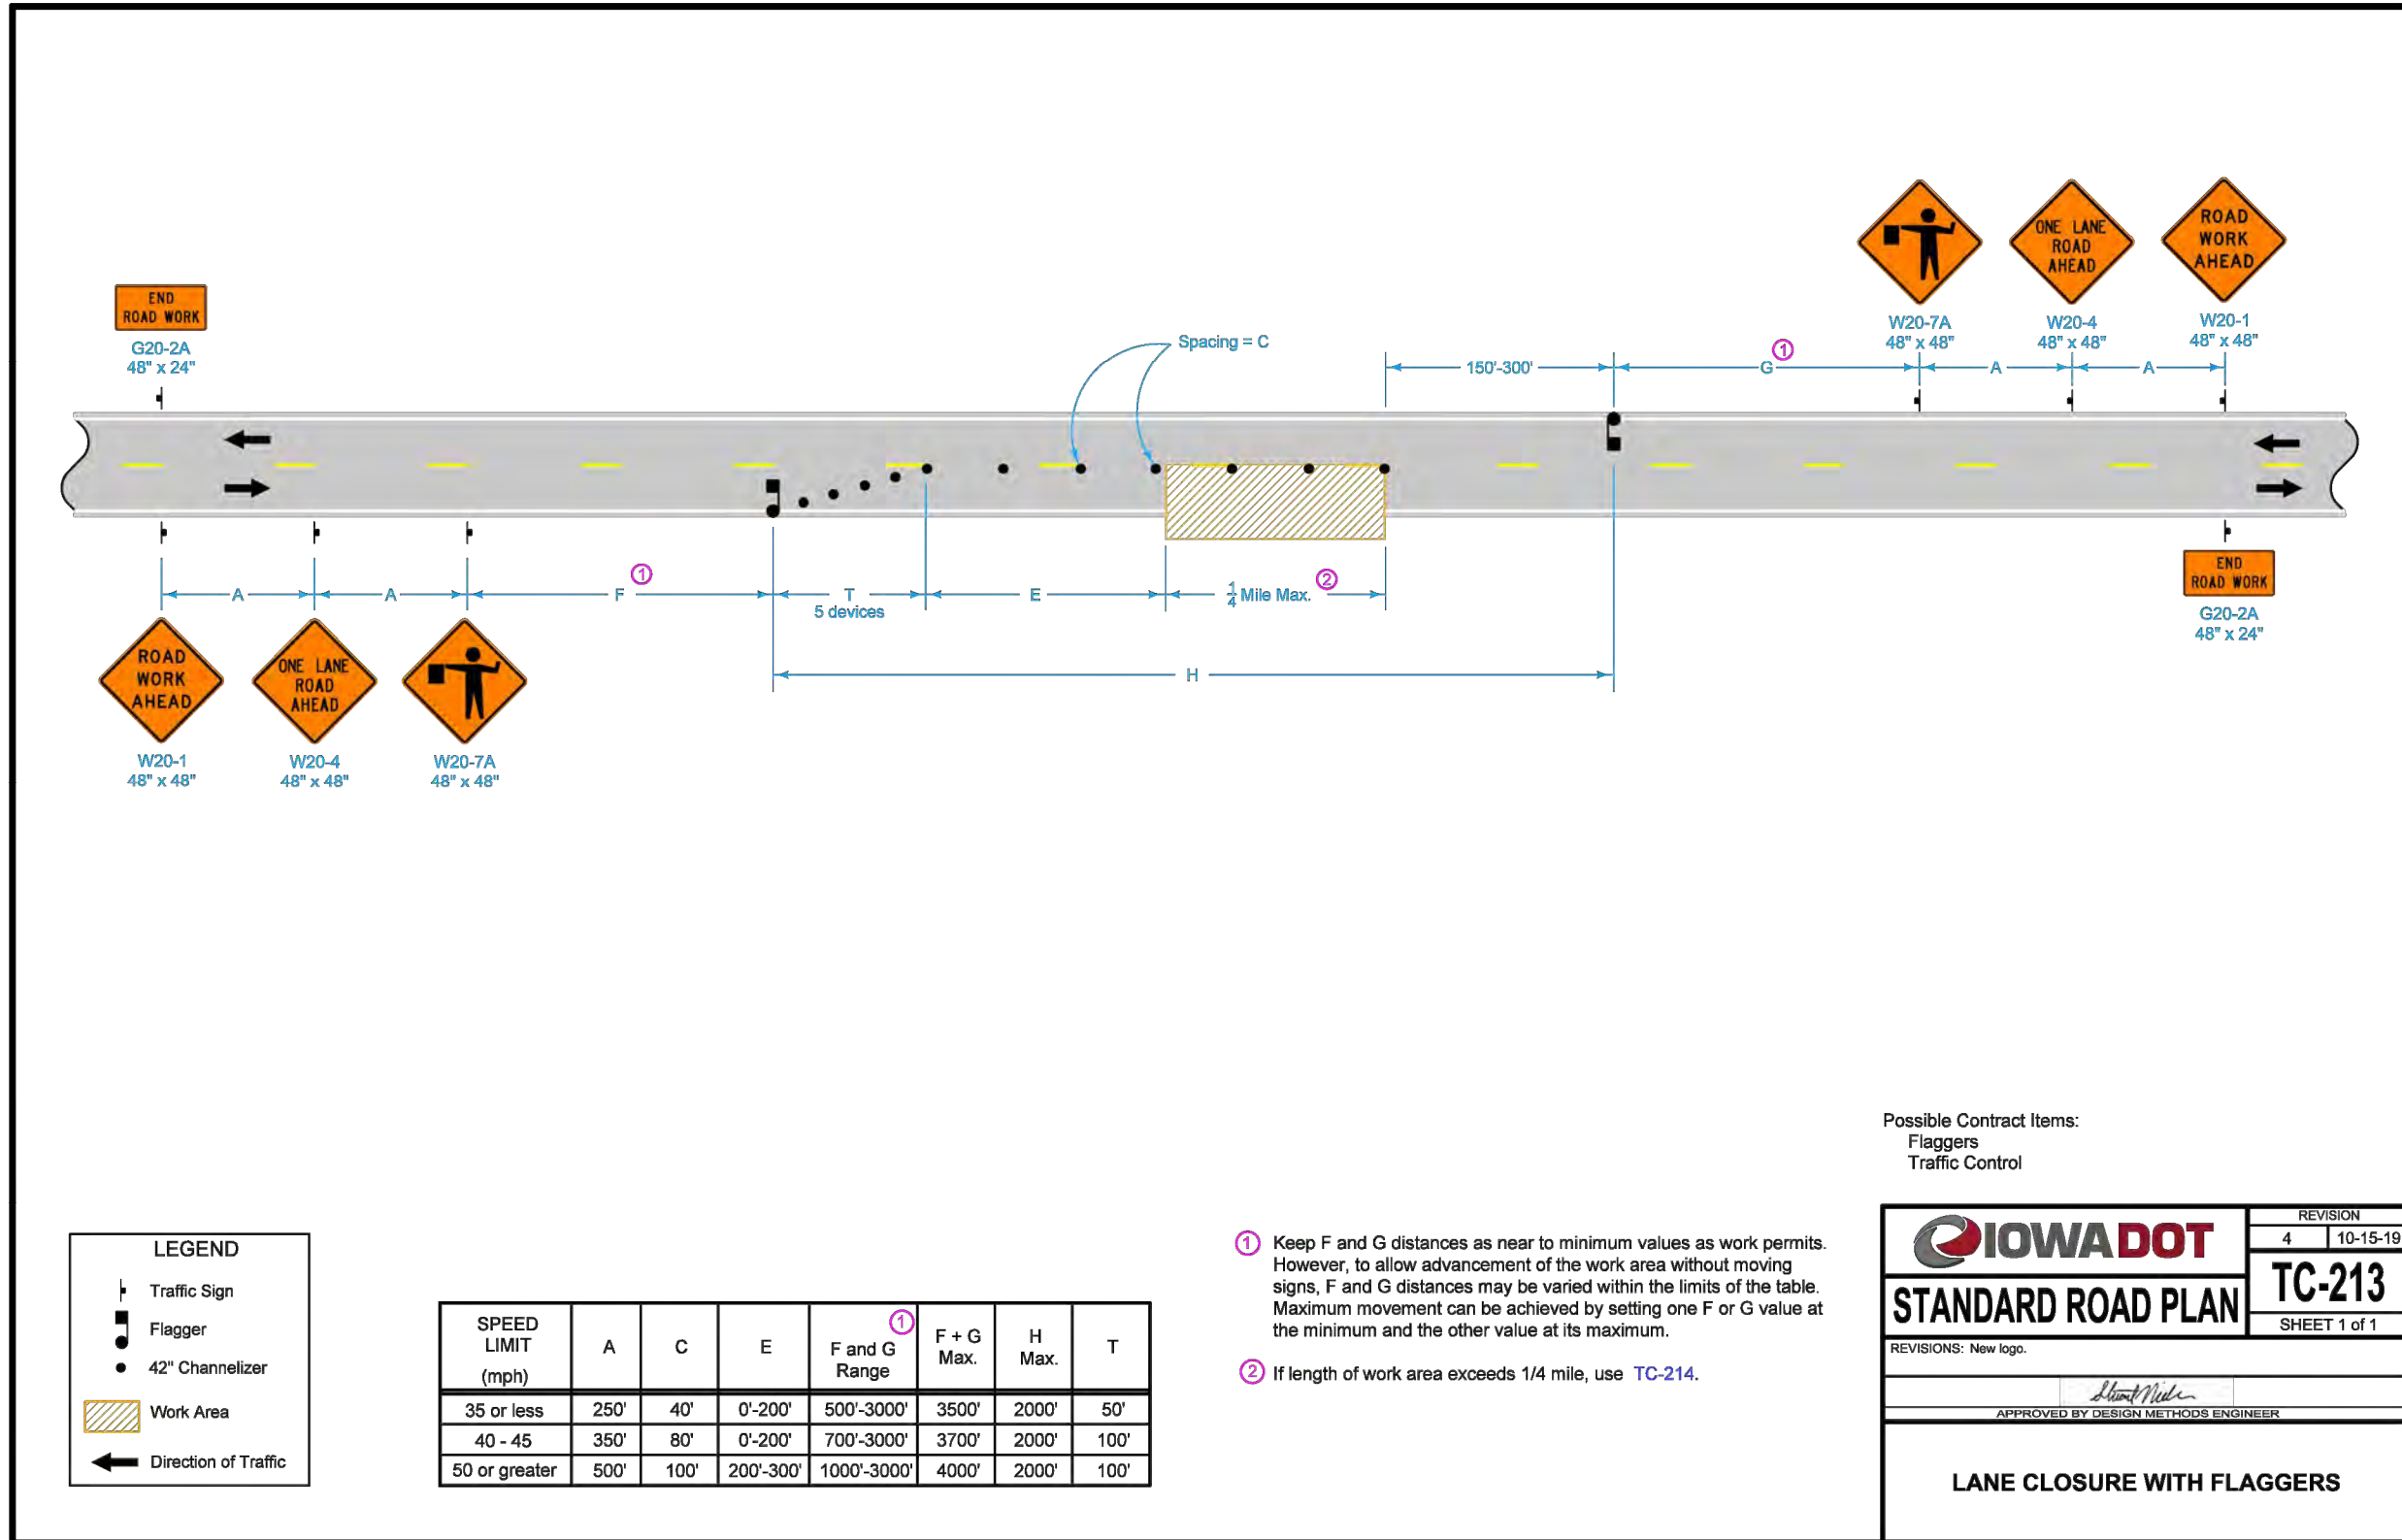 END
ROAD WORK
G20-2A
48" x 24"
W20-7A
48" x 48"
ONE LANE
ROAD
AHEAD
W20-4
48" x 48"
ROAD
WORK
AHEAD
W20-1
48" x 48"
Spacing = C
150'-300'
G
1
A
A
A
A
F
1
T
5 devices
E
1/4 Mile Max.
2
H
ROAD
WORK
AHEAD
W20-1
48" x 48"
ONE LANE
ROAD
AHEAD
W20-4
48" x 48"
W20-7A
48" x 48"
END
ROAD WORK
G20-2A
48" x 24"
Possible Contract Items:
Flaggers
Traffic Control
LEGEND
Traffic Sign
Flagger
42" Channelizer
Work Area
Direction of Traffic
SPEED LIMIT (mph) A C E F and G Range 1 F + G Max. H Max. T
35 or less 250' 40' 0'-200' 500'-3000' 3500' 2000' 50'
40 - 45 350' 80' 0'-200' 700'-3000' 3700' 2000' 100'
50 or greater 500' 100' 200'-300' 1000'-3000' 4000' 2000' 100'
1 Keep F and G distances as near to minimum values as work permits.
However, to allow advancement of the work area without moving
signs, F and G distances may be varied within the limits of the table.
Maximum movement can be achieved by setting one F or G value at
the minimum and the other value at its maximum.
2 If length of work area exceeds 1/4 mile, use TC-214.
IOWADOT
REVISION
4 10-15-19
STANDARD ROAD PLAN
TC-213
SHEET 1 of 1
REVISIONS: New logo.
APPROVED BY DESIGN METHODS ENGINEER
LANE CLOSURE WITH FLAGGERS